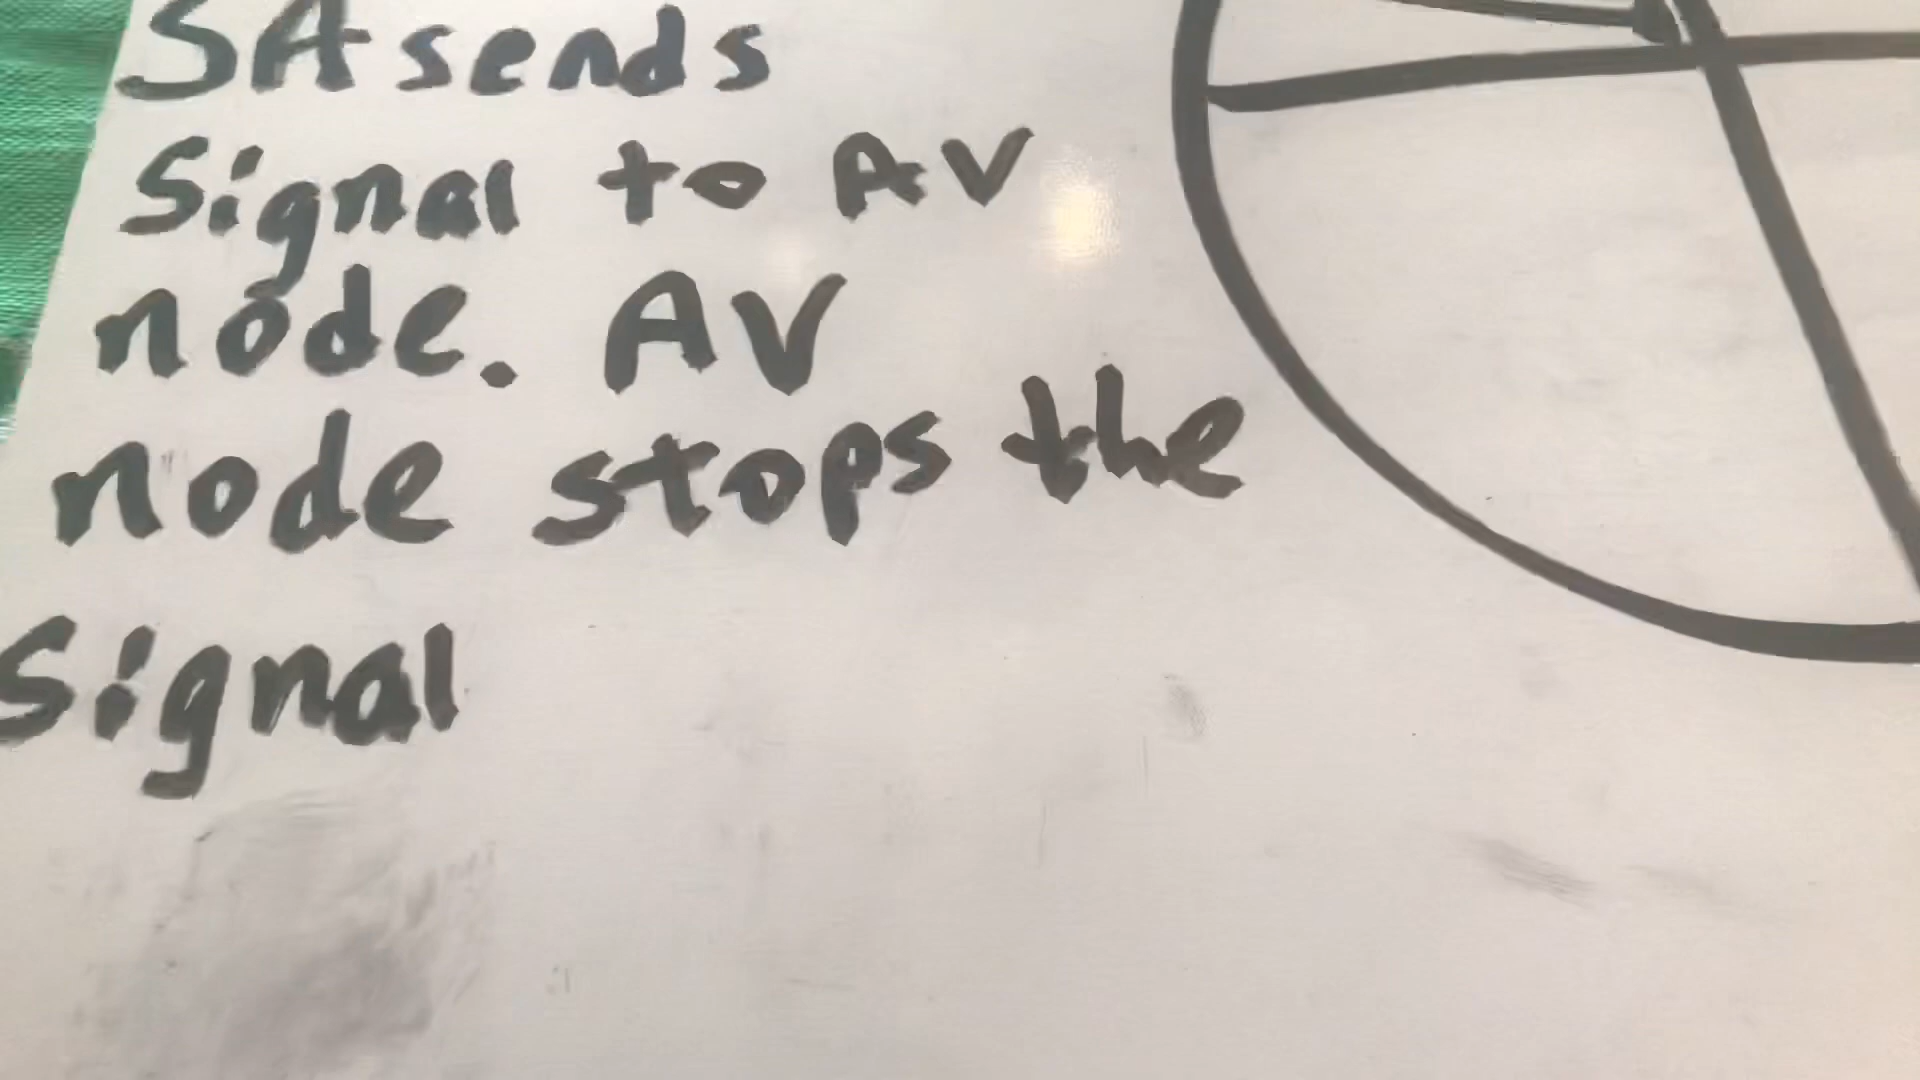 SA sends
Signal to AV
node. AV
node stops the
Signal